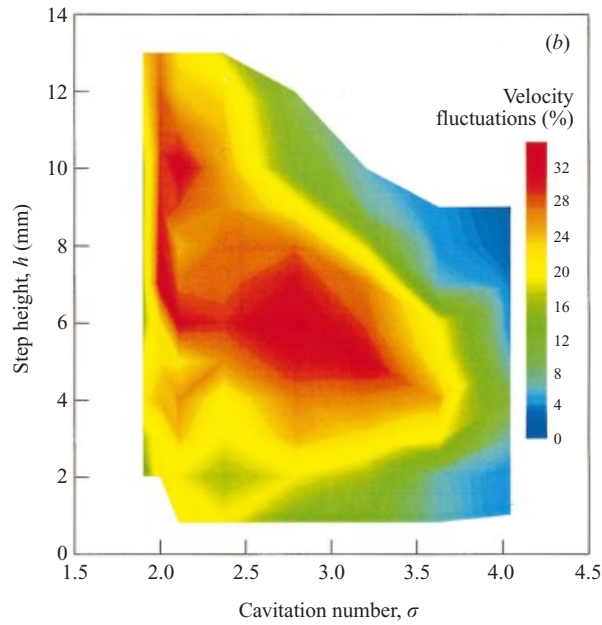 (b)
Velocity
fluctuations (%)
32
28
24
20
16
12
8
4
0
14
12
10
8
6
4
2
0
Step height, h (mm)
1.5 2.0 2.5 3.0 3.5 4.0 4.5
Cavitation number, σ